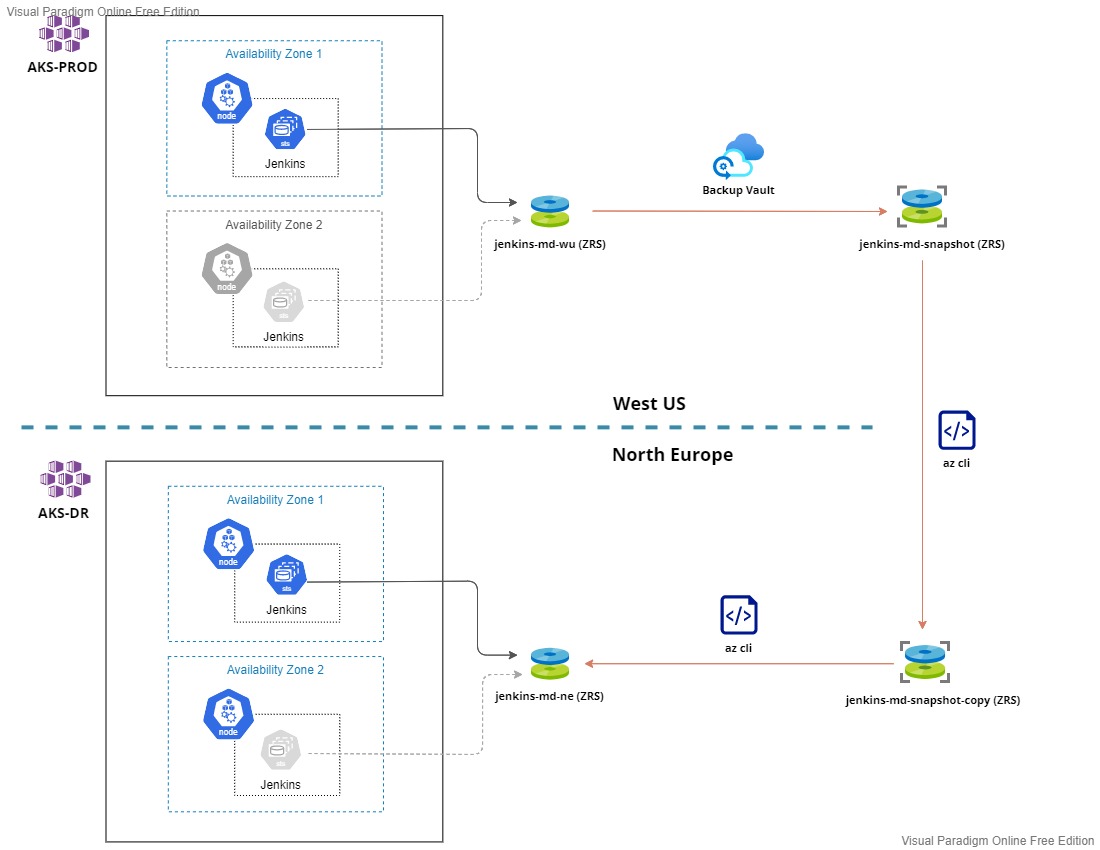 Visual Paradigm Online Free Edition
AKS-PROD
Availability Zone 1
node
sts
Jenkins
Availability Zone 2
node
sts
Jenkins
jenkins-md-wu (ZRS)
Backup Vault
jenkins-md-snapshot (ZRS)
West US
North Europe
</> 
az cli
AKS-DR
Availability Zone 1
node
sts
Jenkins
Availability Zone 2
node
sts
Jenkins
jenkins-md-ne (ZRS)
</>
az cli
jenkins-md-snapshot-copy (ZRS)
Visual Paradigm Online Free Edition